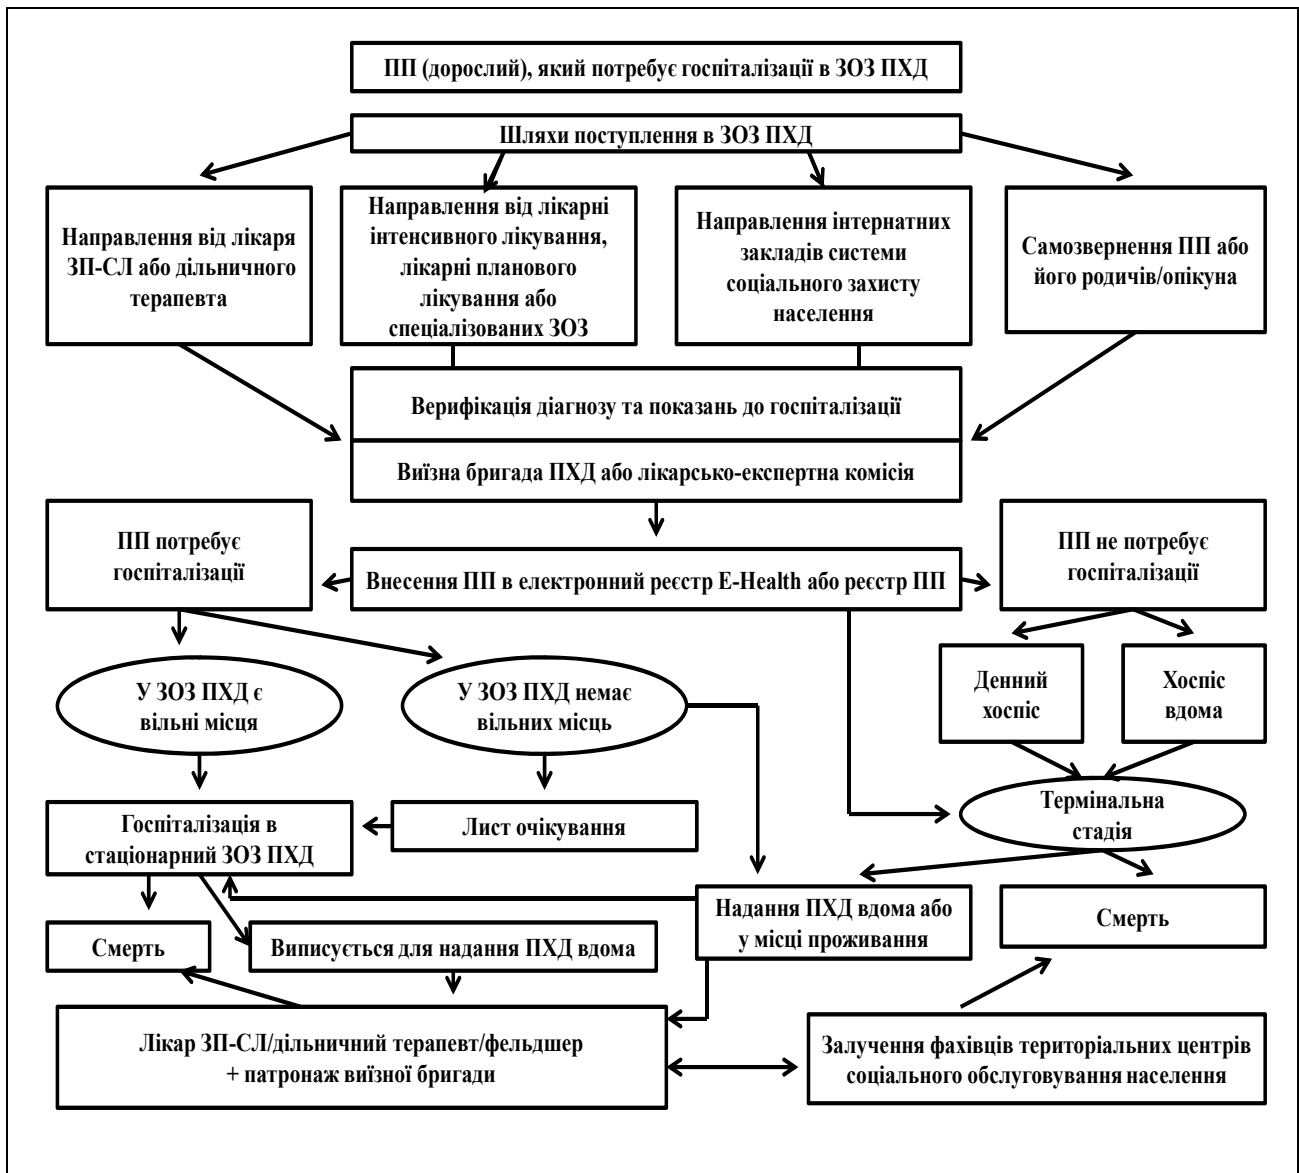 ПП (дорослий), який потребує госпіталізації в ЗОЗ ПХД
Шляхи поступлення в ЗОЗ ПХД
Направлення від лікаря
ЗП-СЛ або дільничного
терапевта
Направлення від лікарні
інтенсивного лікування,
лікарні планового
лікування або
спеціалізованих ЗОЗ
Направлення інтернатних
закладів системи
соціального захисту
населення
Самозвернення ПП або
його родичів/опікуна
Верифікація діагнозу та показань до госпіталізації
Виїзна бригада ПХД або лікарсько-експертна комісія
ПП потребує
госпіталізації
Внесення ПП в електронний реєстр E-Health або реєстр ПП
ПП не потребує
госпіталізації
У ЗОЗ ПХД є
вільні місця
У ЗОЗ ПХД немає
вільних місць
Денний
хоспіс
Хоспіс
вдома
Госпіталізація в
стаціонарний ЗОЗ ПХД
Лист очікування
Термінальна
стадія
Смерть
Виписується для надання ПХД вдома
Надання ПХД вдома або
у місці проживання
Смерть
Лікар ЗП-СЛ/дільничний терапевт/фельдшер
+ патронаж виїзної бригади
Залучення фахівців територіальних центрів
соціального обслуговування населення